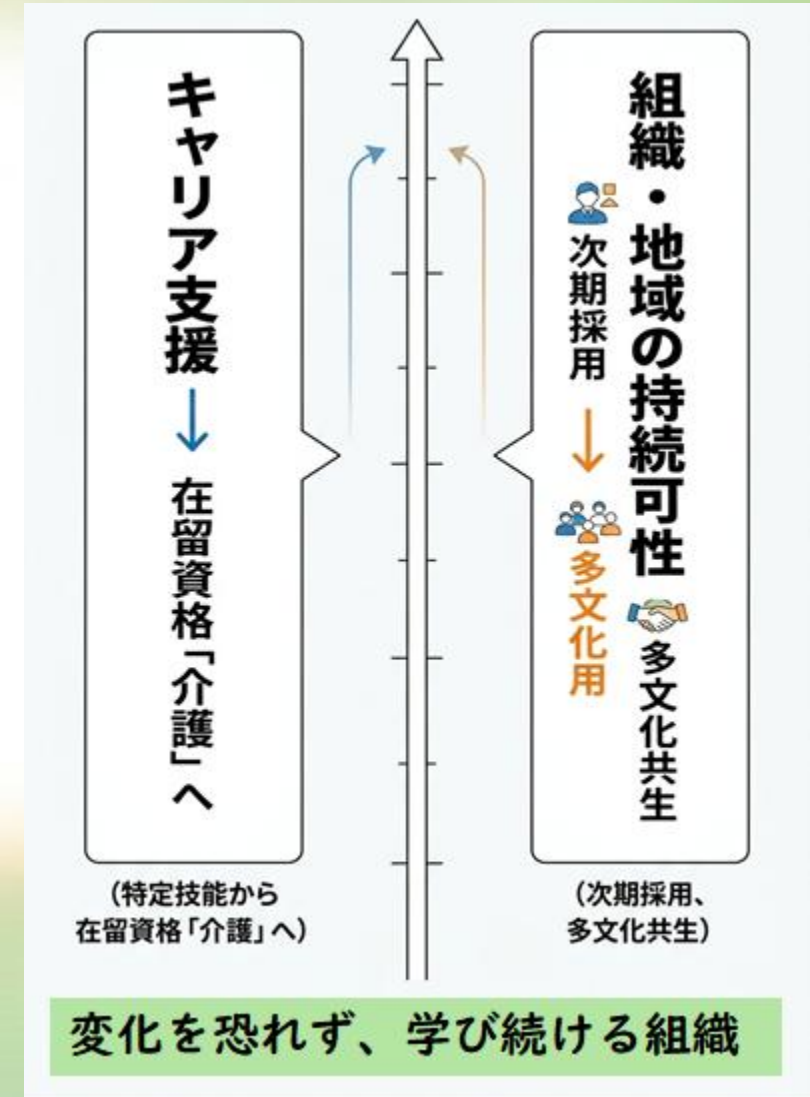 キャリア支援
在留資格「介護」へ
(特定技能から
在留資格「介護」へ)
組織・地域の持続可性
多文化共生
次期採用
多文化用
(次期採用、
多文化共生)
変化を恐れず、学び続ける組織